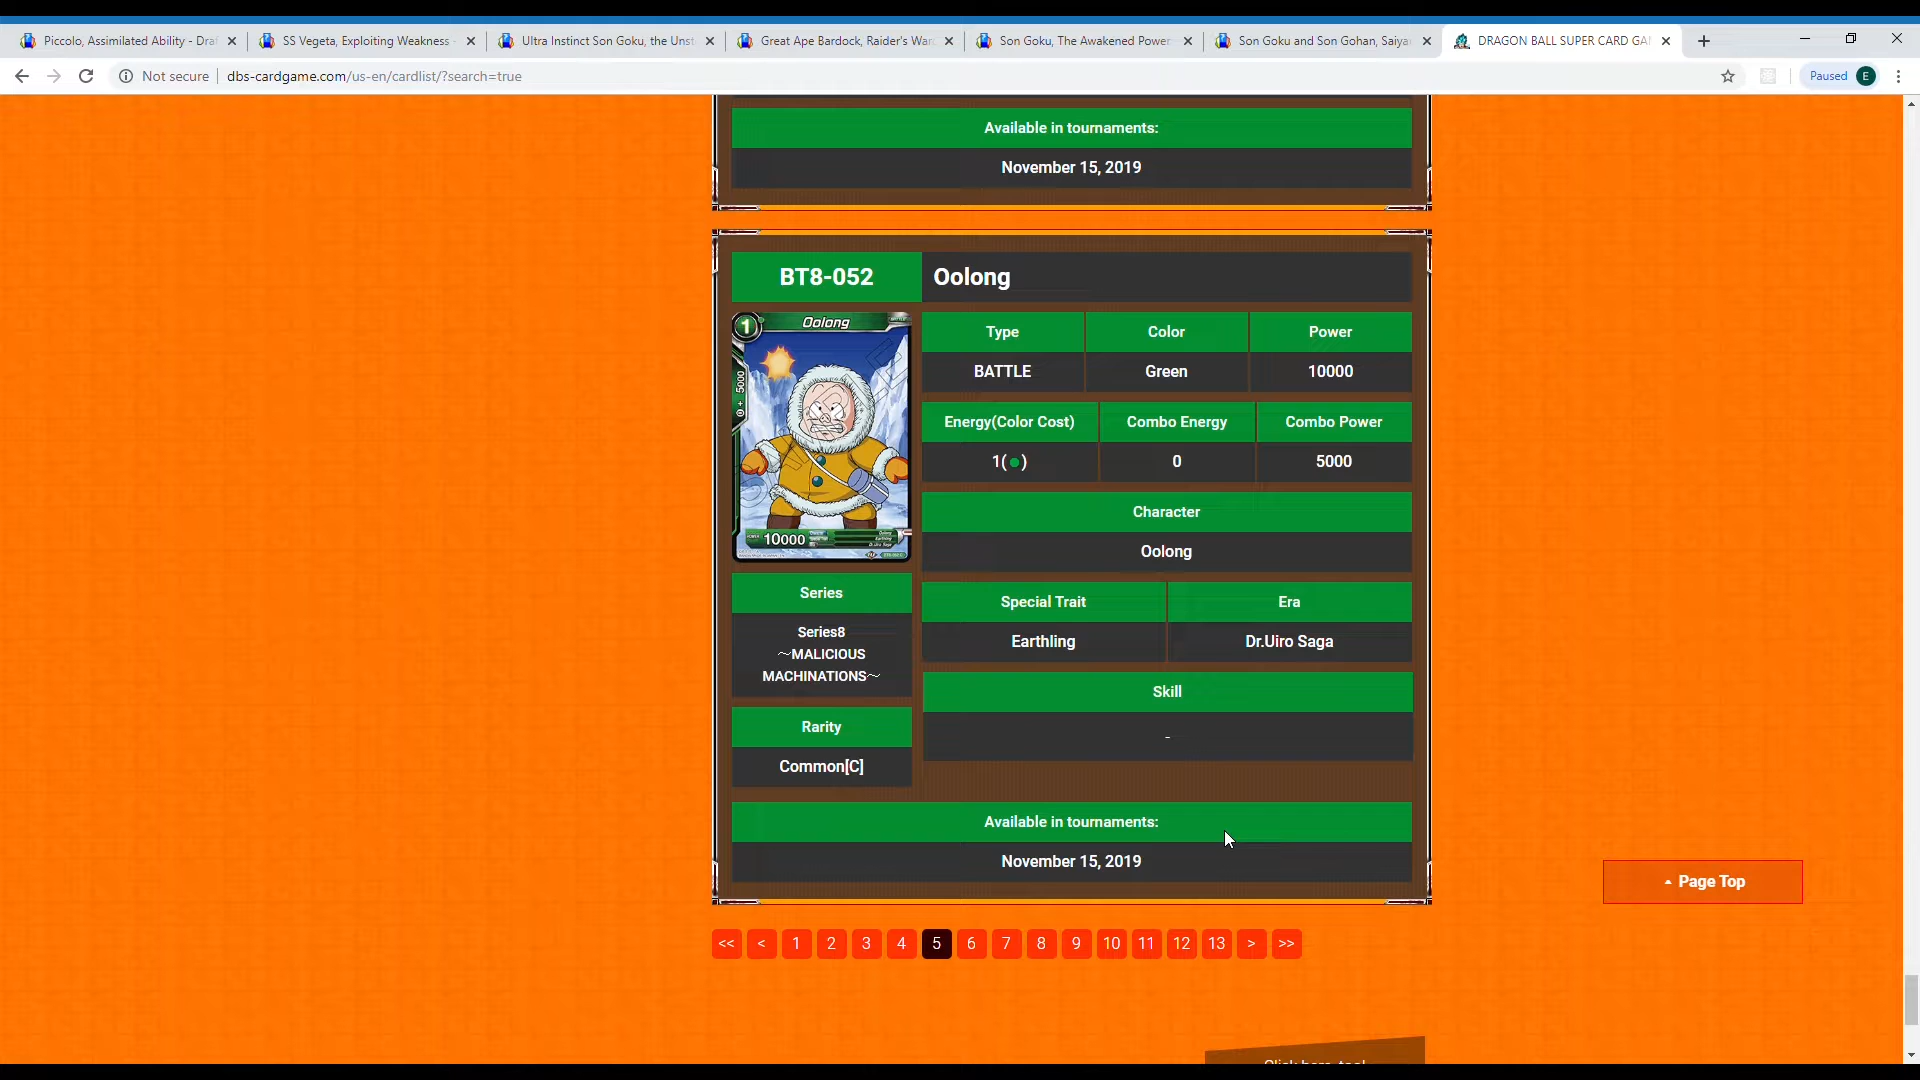 Piccolo, Assimilated Ability - Draf
SS Vegeta, Exploiting Weakness -
Ultra Instinct Son Goku, the Unst
Great Ape Bardock, Raider's Warc
Son Goku, The Awakened Power
Son Goku and Son Gohan, Saiya
DRAGON BALL SUPER CARD GA
Not secure
dbs-cardgame.com/us-en/cardlist/?search=true
Paused
E
Available in tournaments:
November 15, 2019
BT8-052
Oolong
1
Oolong
5000
10000
Type
Color
Power
BATTLE
Green
10000
Energy(Color Cost)
Combo Energy
Combo Power
1(●)
0
5000
Character
Oolong
Series
Special Trait
Era
Series8
～MALICIOUS
MACHINATIONS～
Earthling
Dr.Uiro Saga
Skill
-
Rarity
Common[C]
Available in tournaments:
November 15, 2019
Page Top
<< < 1 2 3 4 5 6 7 8 9 10 11 12 13 > >>